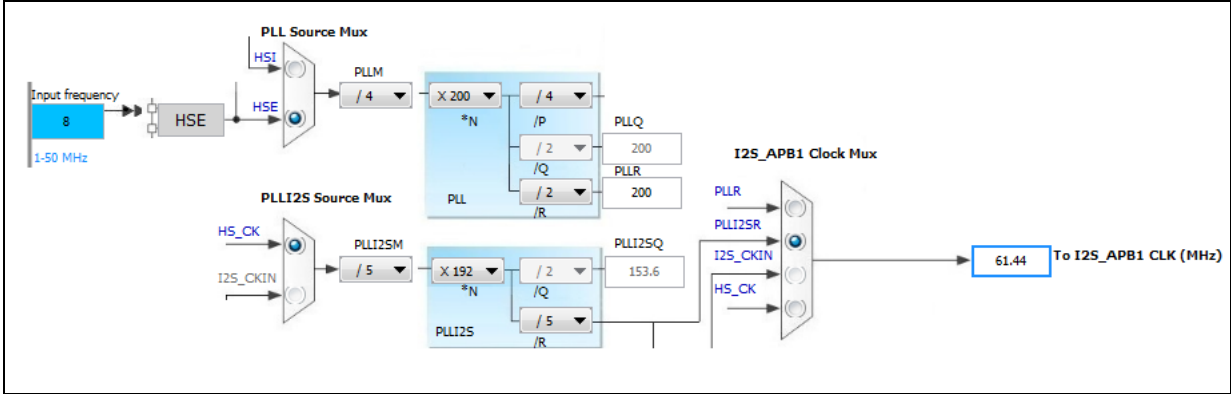 PLL Source Mux
HSI
PLLM
Input frequency
/ 4
X 200
/ 4
8
HSE
HSE
*N
/P
PLLQ
1-50 MHz
/ 2
200
/Q
PLLR
I2S_APB1 Clock Mux
PLL
/ 2
200
/R
PLLI2S Source Mux
PLLR
HS_CK
PLLI2SM
PLLI2SQ
PLLI2SR
/ 5
X 192
/ 2
153.6
I2S_CKIN
61.44
To I2S_APB1 CLK (MHz)
I2S_CKIN
*N
/Q
HS_CK
PLLI2S
/ 5
/R